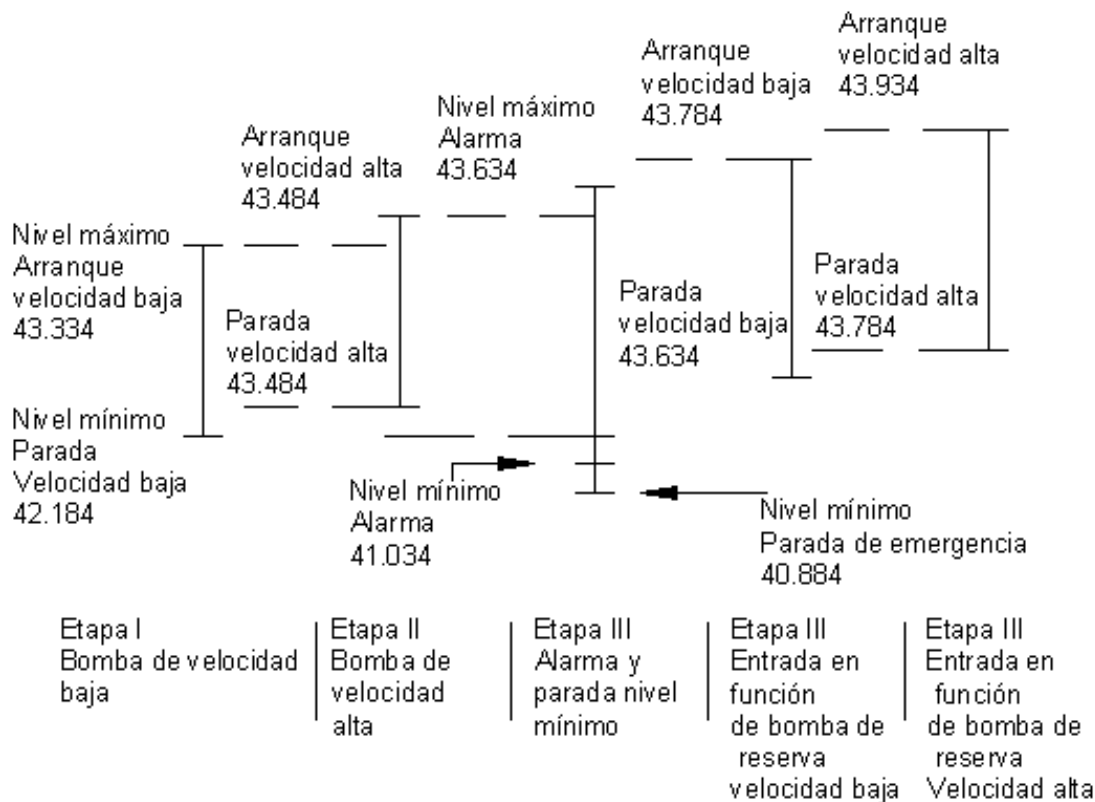 Arranque
velocidad alta
43.934
Arranque
velocidad baja
43.784
Nivel máximo
Alarma
43.634
Arranque
velocidad alta
43.484
Nivel máximo
Arranque
velocidad baja
43.334
Parada
velocidad alta
43.784
Parada
velocidad baja
43.634
Parada
velocidad alta
43.484
Nivel mínimo
Parada
Velocidad baja
42.184
Nivel mínimo
Alarma
41.034
Nivel mínimo
Parada de emergencia
40.884
Etapa I
Bomba de velocidad
baja
Etapa II
Bomba de
velocidad
alta
Etapa III
Alarma y
parada nivel
mínimo
Etapa III
Entrada en
función
de bomba de
reserva
velocidad baja
Etapa III
Entrada en
función
de bomba de
reserva
Velocidad alta